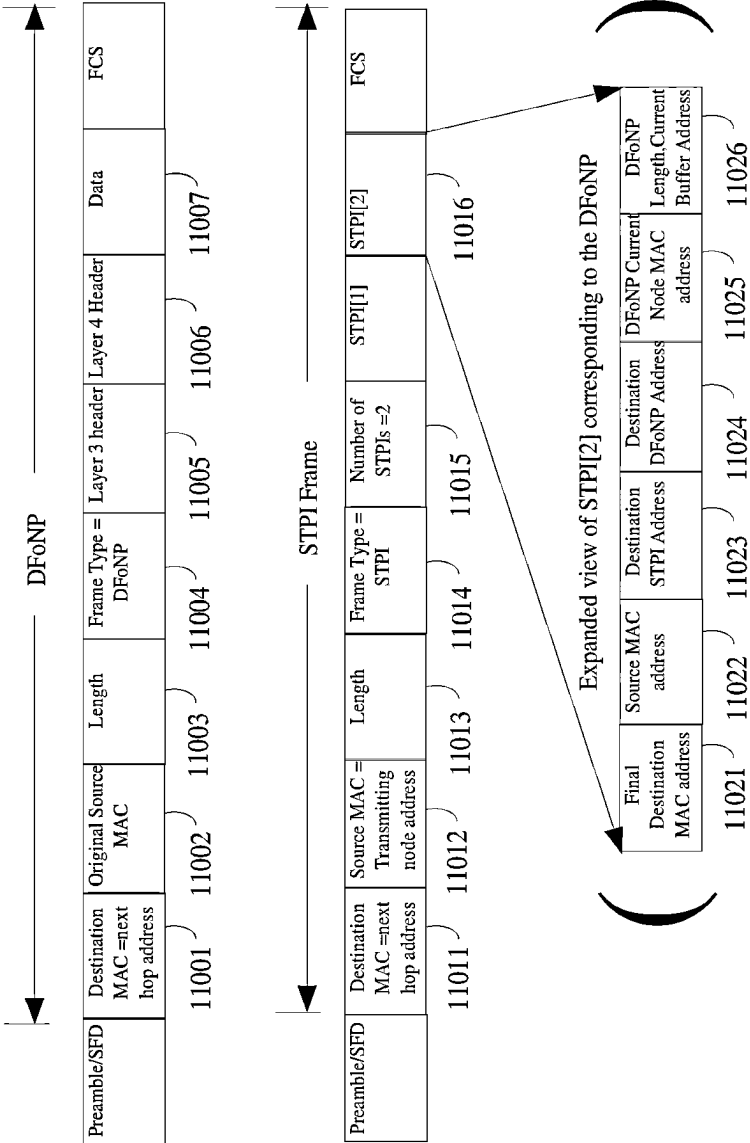 DFoNP
Preamble/SFD
Destination
MAC =next
hop address
Original Source
MAC
Length
Frame Type =
DFoNP
Layer 3 header
Layer 4 Header
Data
FCS
11001
11002
11003
11004
11005
11006
11007
STPI Frame
Preamble/SFD
Destination
MAC =next
hop address
Source MAC =
Transmitting
node address
Length
Frame Type =
STPI
Number of
STPIs =2
STPI[1]
STPI[2]
FCS
11011
11012
11013
11014
11015
11016
Expanded view of STPI[2] corresponding to the DFoNP
Final
Destination
MAC address
Source MAC
address
Destination
STPI Address
Destination
DFoNP Address
DFoNP Current
Node MAC
address
DFoNP
Length,Current
Buffer Address
11021
11022
11023
11024
11025
11026